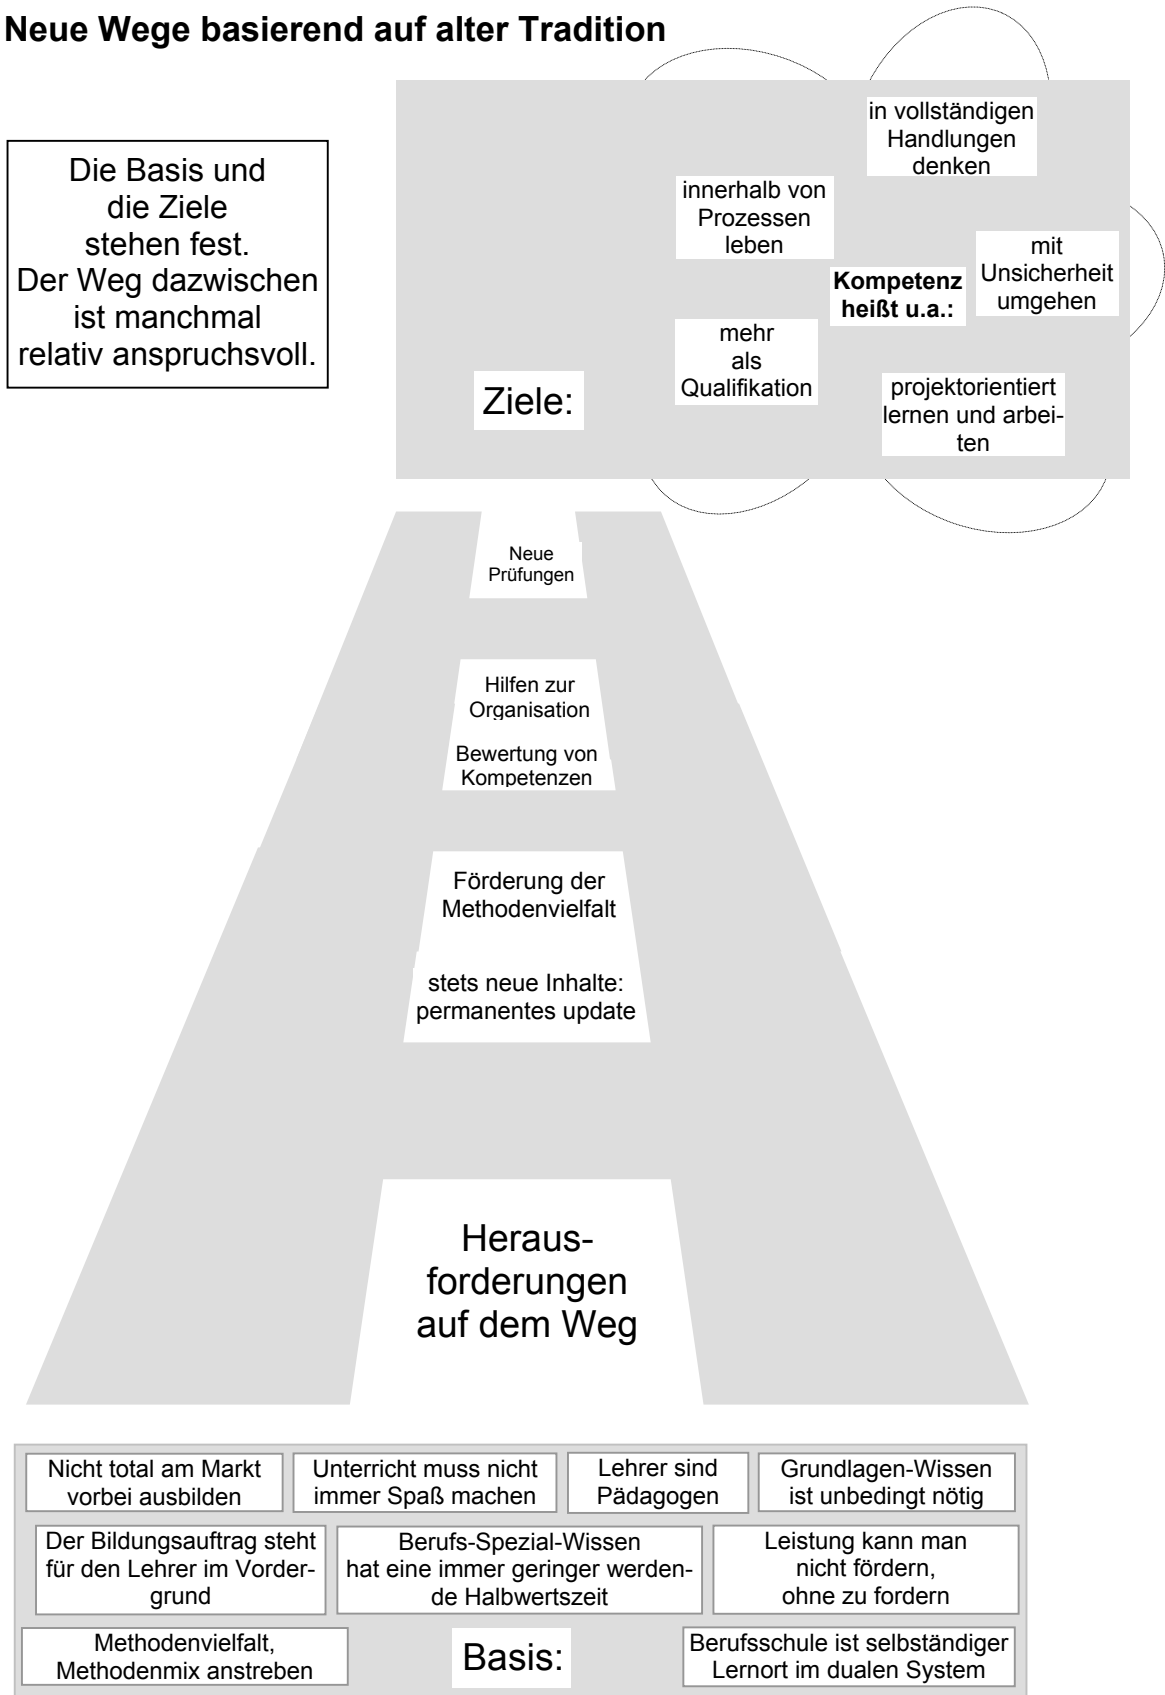 Neue Wege basierend auf alter Tradition
Die Basis und
die Ziele
stehen fest.
Der Weg dazwischen
ist manchmal
relativ anspruchsvoll.
in vollständigen
Handlungen
denken
innerhalb von
Prozessen
leben
mit
Unsicherheit
umgehen
Kompetenz
heißt u.a.:
mehr
als
Qualifikation
Ziele:
projektorientiert
lernen und arbei-
ten
Neue
Prüfungen
Hilfen zur
Organisation
Bewertung von
Kompetenzen
Förderung der
Methodenvielfalt
stets neue Inhalte:
permanentes update
Heraus-
forderungen
auf dem Weg
Nicht total am Markt
vorbei ausbilden
Unterricht muss nicht
immer Spaß machen
Lehrer sind
Pädagogen
Grundlagen-Wissen
ist unbedingt nötig
Der Bildungsauftrag steht
für den Lehrer im Vorder-
grund
Berufs-Spezial-Wissen
hat eine immer geringer werden-
de Halbwertszeit
Leistung kann man
nicht fördern,
ohne zu fordern
Methodenvielfalt,
Methodenmix anstreben
Basis:
Berufsschule ist selbständiger
Lernort im dualen System